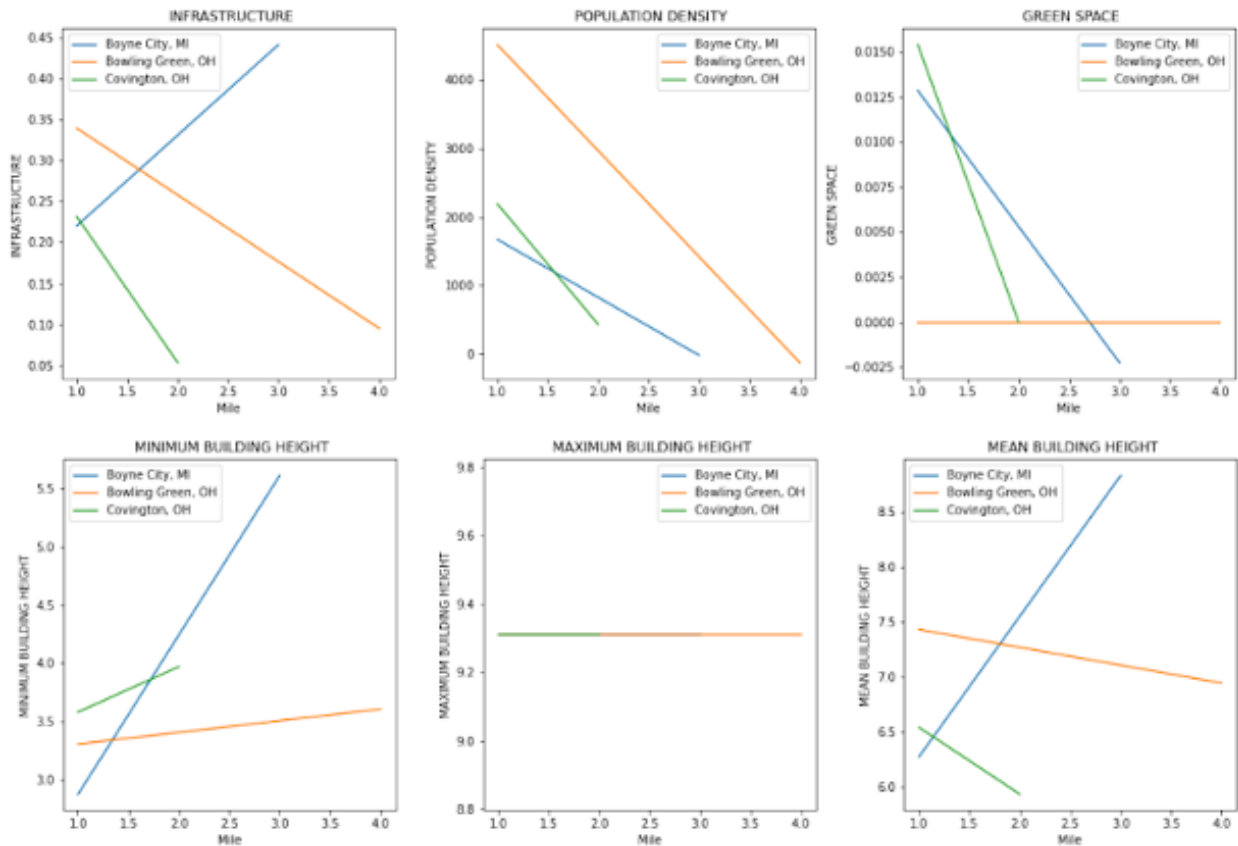 INFRASTRUCTURE
Boyne City, MI
Bowling Green, OH
Covington, OH
INFRASTRUCTURE
0.45
0.40
0.35
0.30
0.25
0.20
0.15
0.10
0.05
1.0 1.5 2.0 2.5 3.0 3.5 4.0
Mile
POPULATION DENSITY
Boyne City, MI
Bowling Green, OH
Covington, OH
POPULATION DENSITY
4000
3000
2000
1000
0
1.0 1.5 2.0 2.5 3.0 3.5 4.0
Mile
GREEN SPACE
Boyne City, MI
Bowling Green, OH
Covington, OH
GREEN SPACE
0.0150
0.0125
0.0100
0.0075
0.0050
0.0025
0.0000
−0.0025
1.0 1.5 2.0 2.5 3.0 3.5 4.0
Mile
MINIMUM BUILDING HEIGHT
Boyne City, MI
Bowling Green, OH
Covington, OH
MINIMUM BUILDING HEIGHT
5.5
5.0
4.5
4.0
3.5
3.0
1.0 1.5 2.0 2.5 3.0 3.5 4.0
Mile
MAXIMUM BUILDING HEIGHT
Boyne City, MI
Bowling Green, OH
Covington, OH
MAXIMUM BUILDING HEIGHT
9.8
9.6
9.4
9.2
9.0
8.8
1.0 1.5 2.0 2.5 3.0 3.5 4.0
Mile
MEAN BUILDING HEIGHT
Boyne City, MI
Bowling Green, OH
Covington, OH
MEAN BUILDING HEIGHT
8.5
8.0
7.5
7.0
6.5
6.0
1.0 1.5 2.0 2.5 3.0 3.5 4.0
Mile